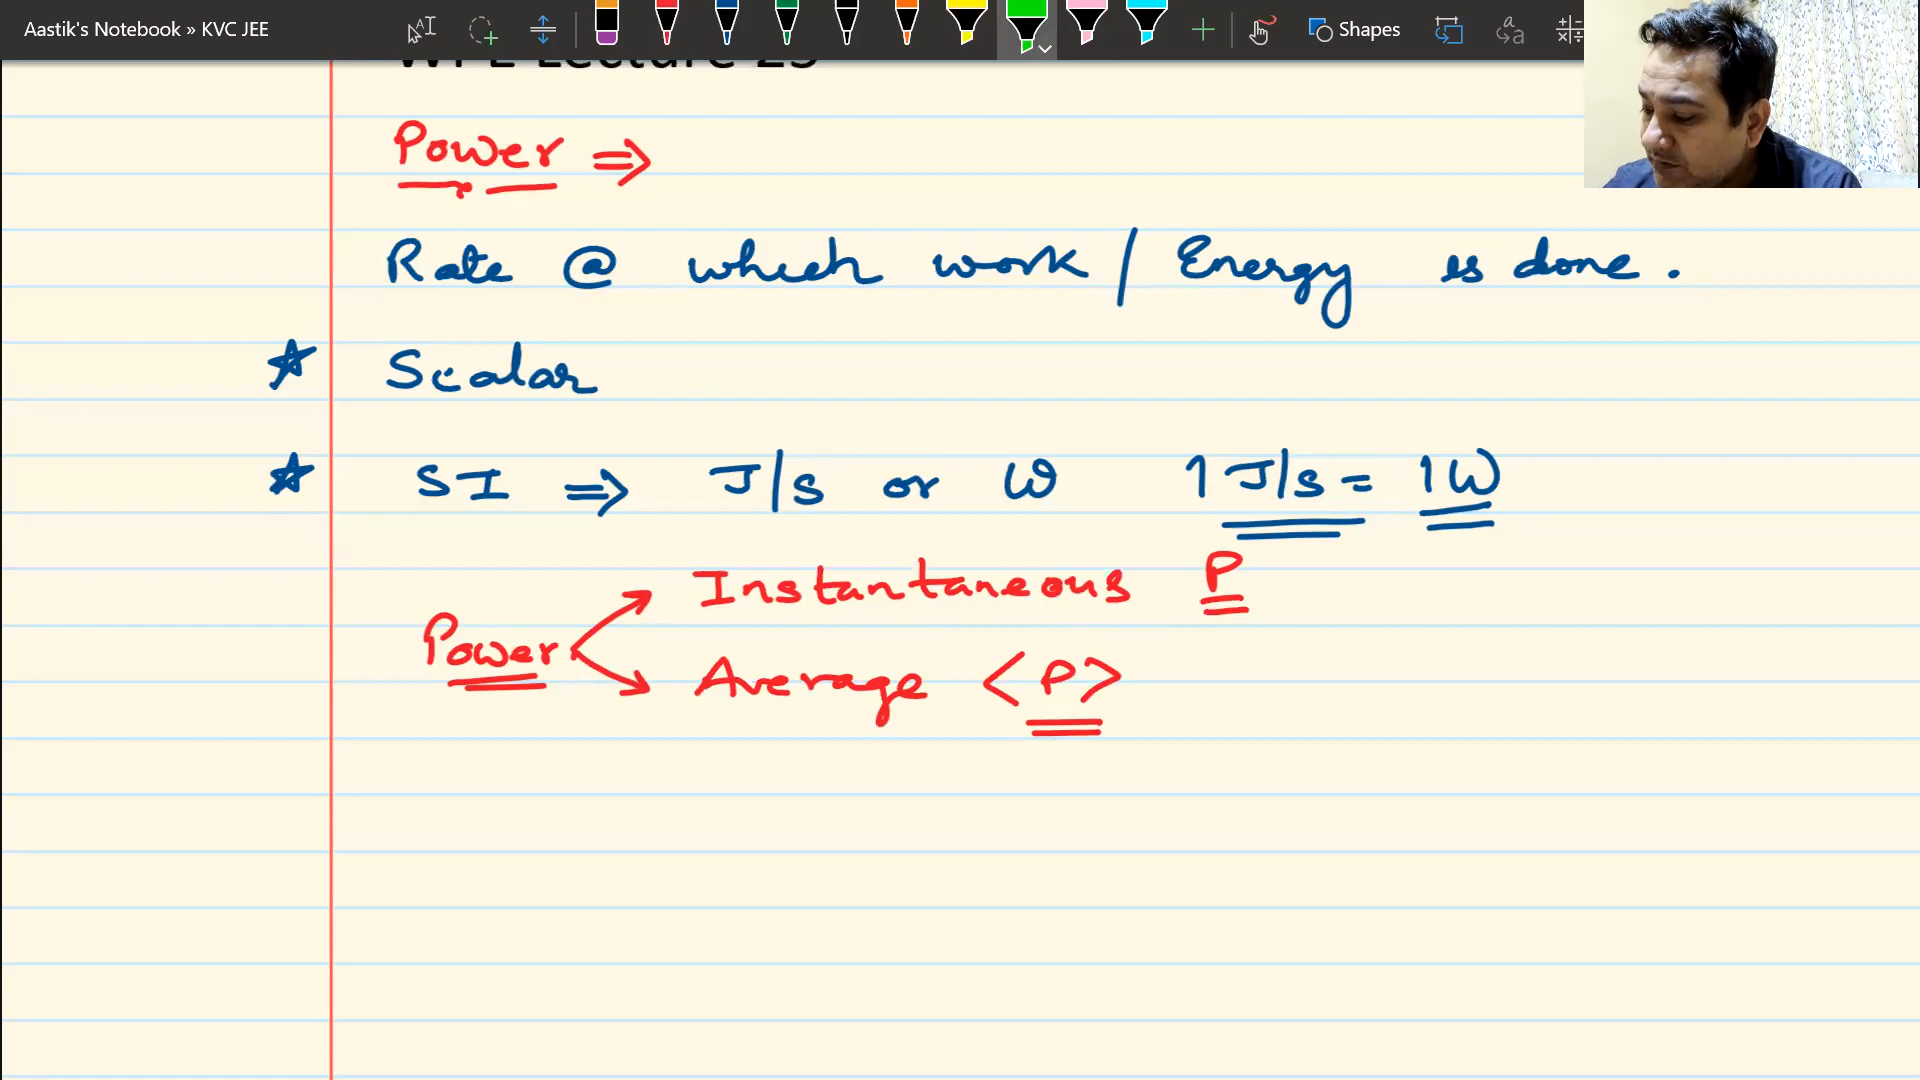 Aastik's Notebook » KVC JEE
Shapes
Power ⇒
Rate @ which work / Energy is done.
☆ Scalar
☆ SI ⇒ J/s or W 1 J/s = 1W
Instantaneous P
Power
Average <P>